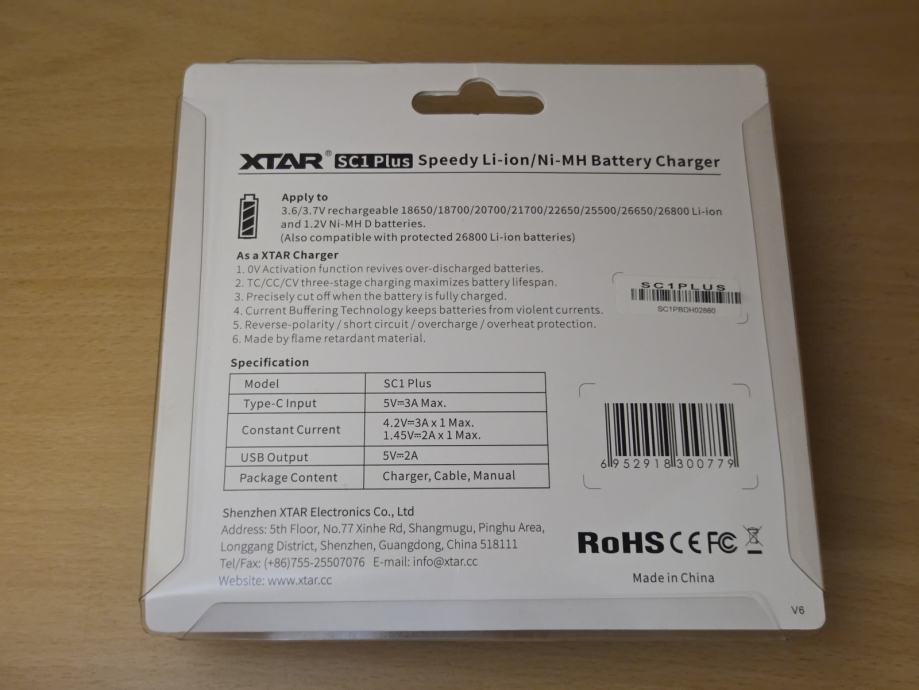 XTAR® SC1 Plus Speedy Li-ion/Ni-MH Battery Charger
Apply to
3.6/3.7V rechargeable 18650/18700/20700/21700/22650/25500/26650/26800 Li-ion
and 1.2V Ni-MH D batteries.
(Also compatible with protected 26800 Li-ion batteries)
As a XTAR Charger
1. 0V Activation function revives over-discharged batteries.
2. TC/CC/CV three-stage charging maximizes battery lifespan.
3. Precisely cut off when the battery is fully charged.
4. Current Buffering Technology keeps batteries from violent currents.
5. Reverse-polarity / short circuit / overcharge / overheat protection.
6. Made by flame retardant material.
SC1PLUS
SC1PBDH02860
Specification
Model SC1 Plus
Type-C Input 5V⎓3A Max.
Constant Current 4.2V⎓3A x 1 Max.
1.45V⎓2A x 1 Max.
USB Output 5V⎓2A
Package Content Charger, Cable, Manual
6 952918 300779
Shenzhen XTAR Electronics Co., Ltd
Address: 5th Floor, No.77 Xinhe Rd, Shangmugu, Pinghu Area,
Longgang District, Shenzhen, Guangdong, China 518111
Tel/Fax: (+86)755-25507076 E-mail: info@xtar.cc
Website: www.xtar.cc
RoHS CE FC
Made in China
V6